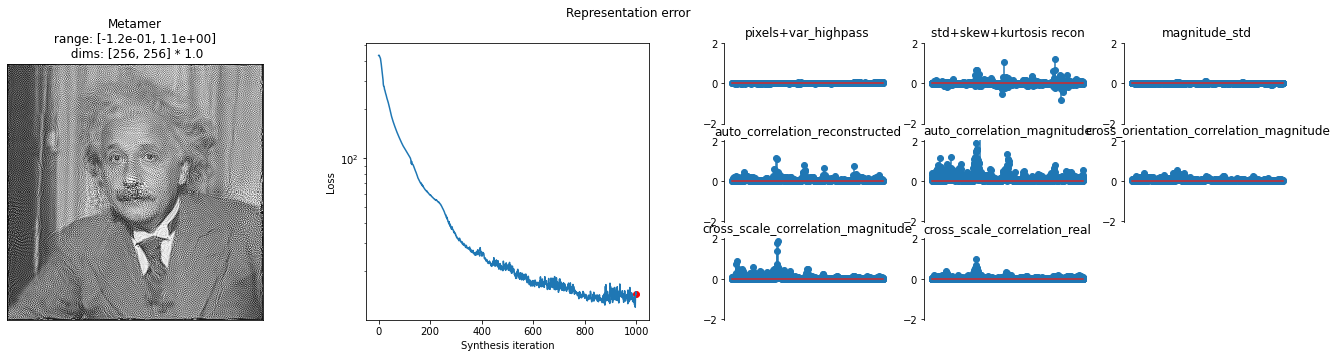 Representation error
Metamer
range: [-1.2e-01, 1.1e+00]
dims: [256, 256] * 1.0
Loss
10²
0 200 400 600 800 1000
Synthesis iteration
pixels+var_highpass
2
0
−2
std+skew+kurtosis recon
2
0
−2
magnitude_std
2
0
−2
auto_correlation_reconstructed
2
0
−2
auto_correlation_magnitude
2
0
−2
cross_orientation_correlation_magnitude
2
0
−2
cross_scale_correlation_magnitude
2
0
−2
cross_scale_correlation_real
2
0
−2